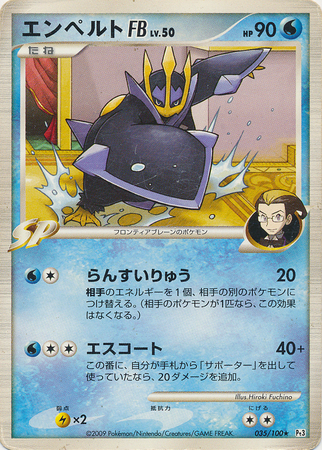 エンペルト FB LV.50 HP 90
たね
フロンティアブレーンのポケモン
SP
らんすいりゅう 20
相手のエネルギーを1個、相手の別のポケモンに
つけ替える。(相手のポケモンが1匹なら、この効果
はなくなる。)
エスコート 40+
この番に、自分が手札から「サポーター」を出して
使っていたなら、20ダメージを追加。
Illus.Hiroki Fuchino
弱点 ×2 抵抗力 にげる
©2009 Pokémon/Nintendo/Creatures/GAME FREAK. 035/100★ Pt3